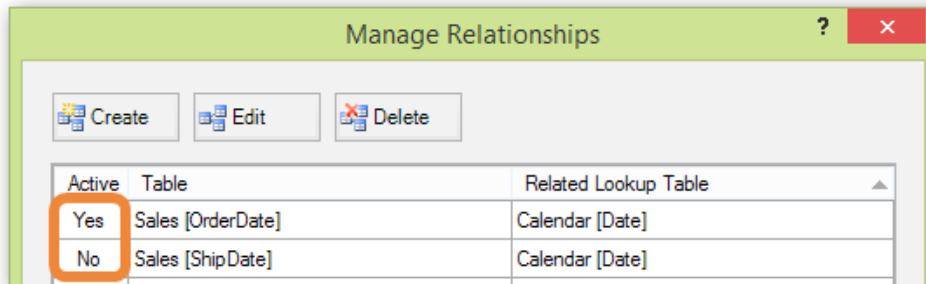 Manage Relationships ?
Create Edit Delete
Active Table Related Lookup Table
Yes Sales [OrderDate] Calendar [Date]
No Sales [ShipDate] Calendar [Date]